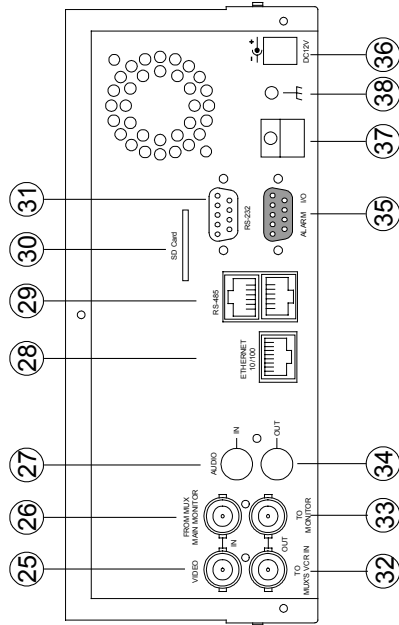 25
26
27
28
29
30
31
VIDEO
FROM MUX
MAIN MONITOR
AUDIO
IN
OUT
ETHERNET
10/100
RS-485
SD Card
RS-232
ALARM I/O
- +
DC12V
IN
OUT
TO
MUX'S VCR IN
TO
MONITOR
32
33
34
35
37
38
36